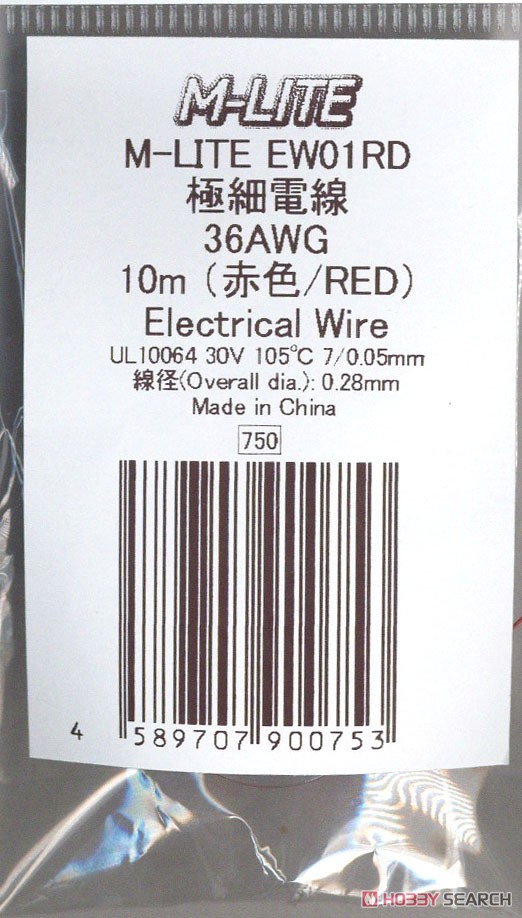 M-LITE
M-LITE EW01RD
極細電線
36AWG
10m（赤色/RED）
Electrical Wire
UL10064 30V 105℃ 7/0.05mm
線径(Overall dia.): 0.28mm
Made in China
750
4 589707 900753
HOBBY SEARCH